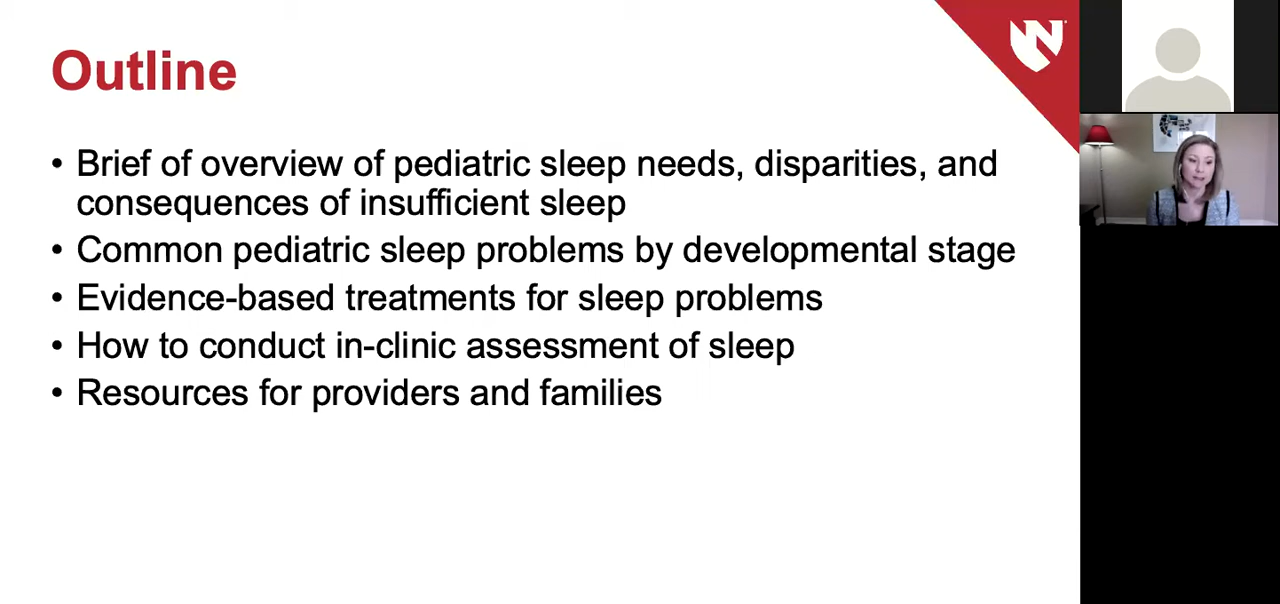 Outline
• Brief of overview of pediatric sleep needs, disparities, and
consequences of insufficient sleep
• Common pediatric sleep problems by developmental stage
• Evidence-based treatments for sleep problems
• How to conduct in-clinic assessment of sleep
• Resources for providers and families